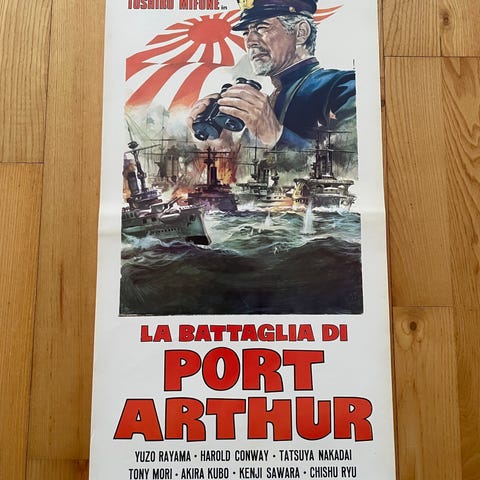 TOSHIRO MIFUNE in
LA BATTAGLIA DI
PORT
ARTHUR
YUZO RAYAMA • HAROLD CONWAY • TATSUYA NAKADAI
TONY MORI • AKIRA KUBO • KENJI SAWARA • CHISHU RYU